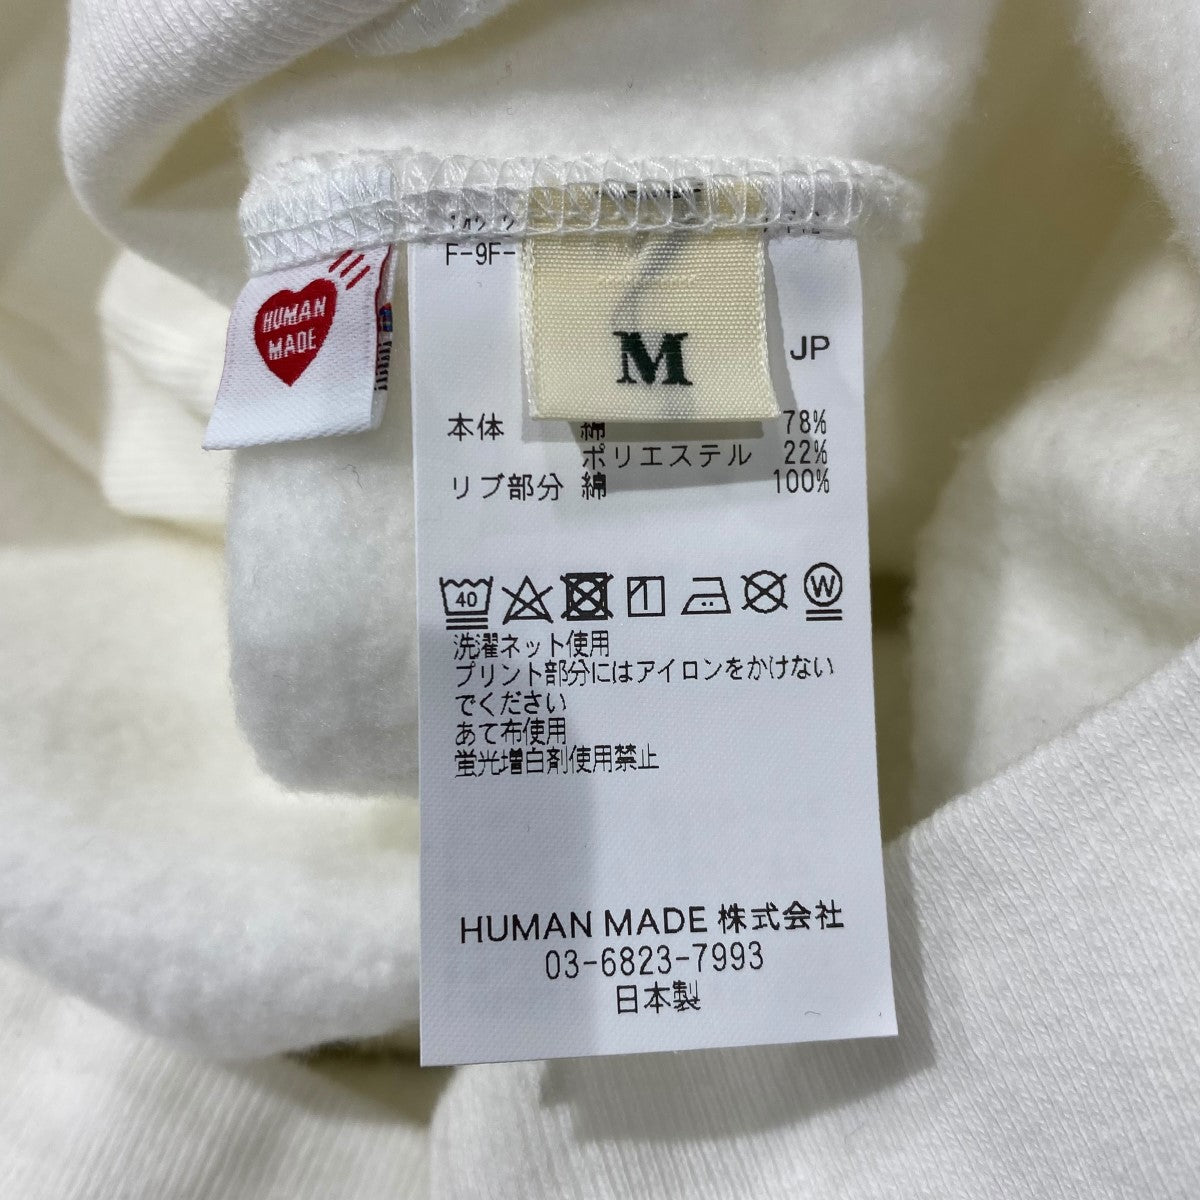 HUMAN
MADE
F-9F-
M
JP
本体 綿 78%
ポリエステル 22%
リブ部分 綿 100%
40
W
洗濯ネット使用
プリント部分にはアイロンをかけない
でください
あて布使用
蛍光増白剤使用禁止
HUMAN MADE 株式会社
03-6823-7993
日本製